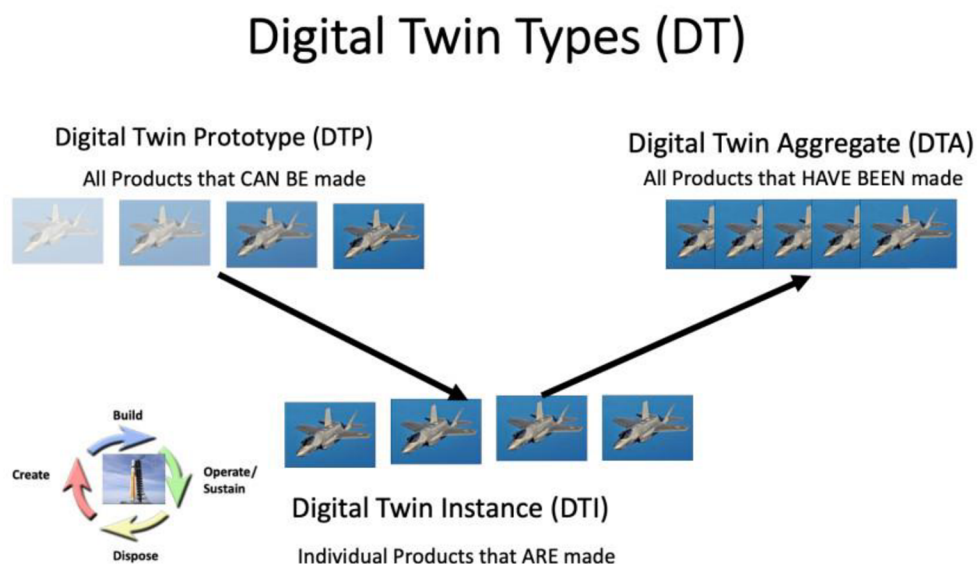 Digital Twin Types (DT)
Digital Twin Prototype (DTP)
All Products that CAN BE made
Digital Twin Aggregate (DTA)
All Products that HAVE BEEN made
Build
Create
Operate/
Sustain
Dispose
Digital Twin Instance (DTI)
Individual Products that ARE made